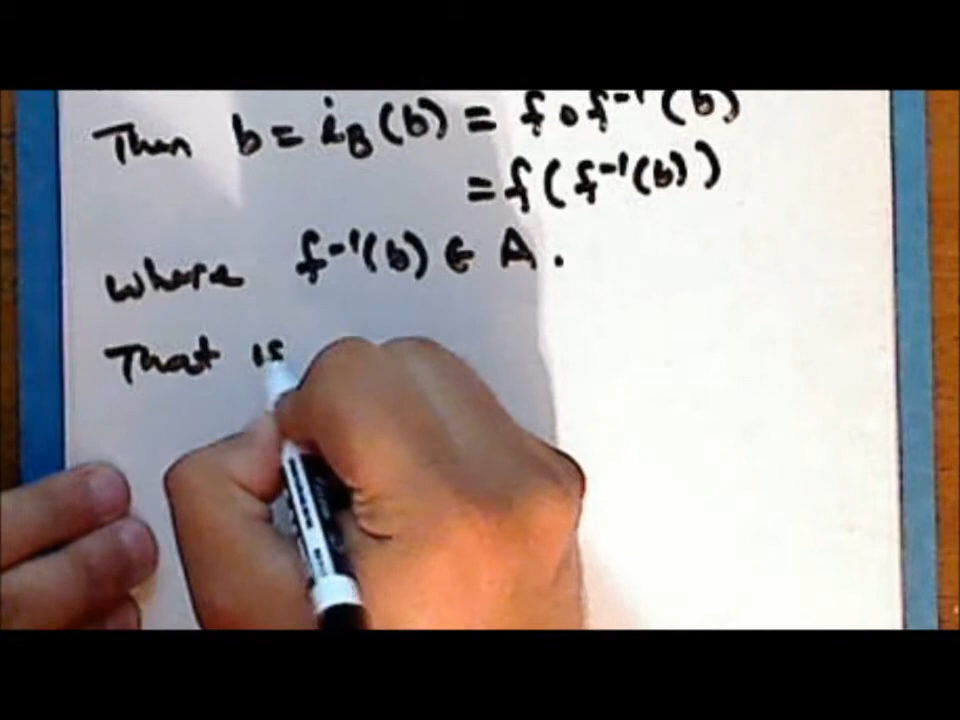 Then b = i_B (b) = f o f⁻¹ (b)
= f ( f⁻¹(b) )
where f⁻¹(b) ∈ A .
That is